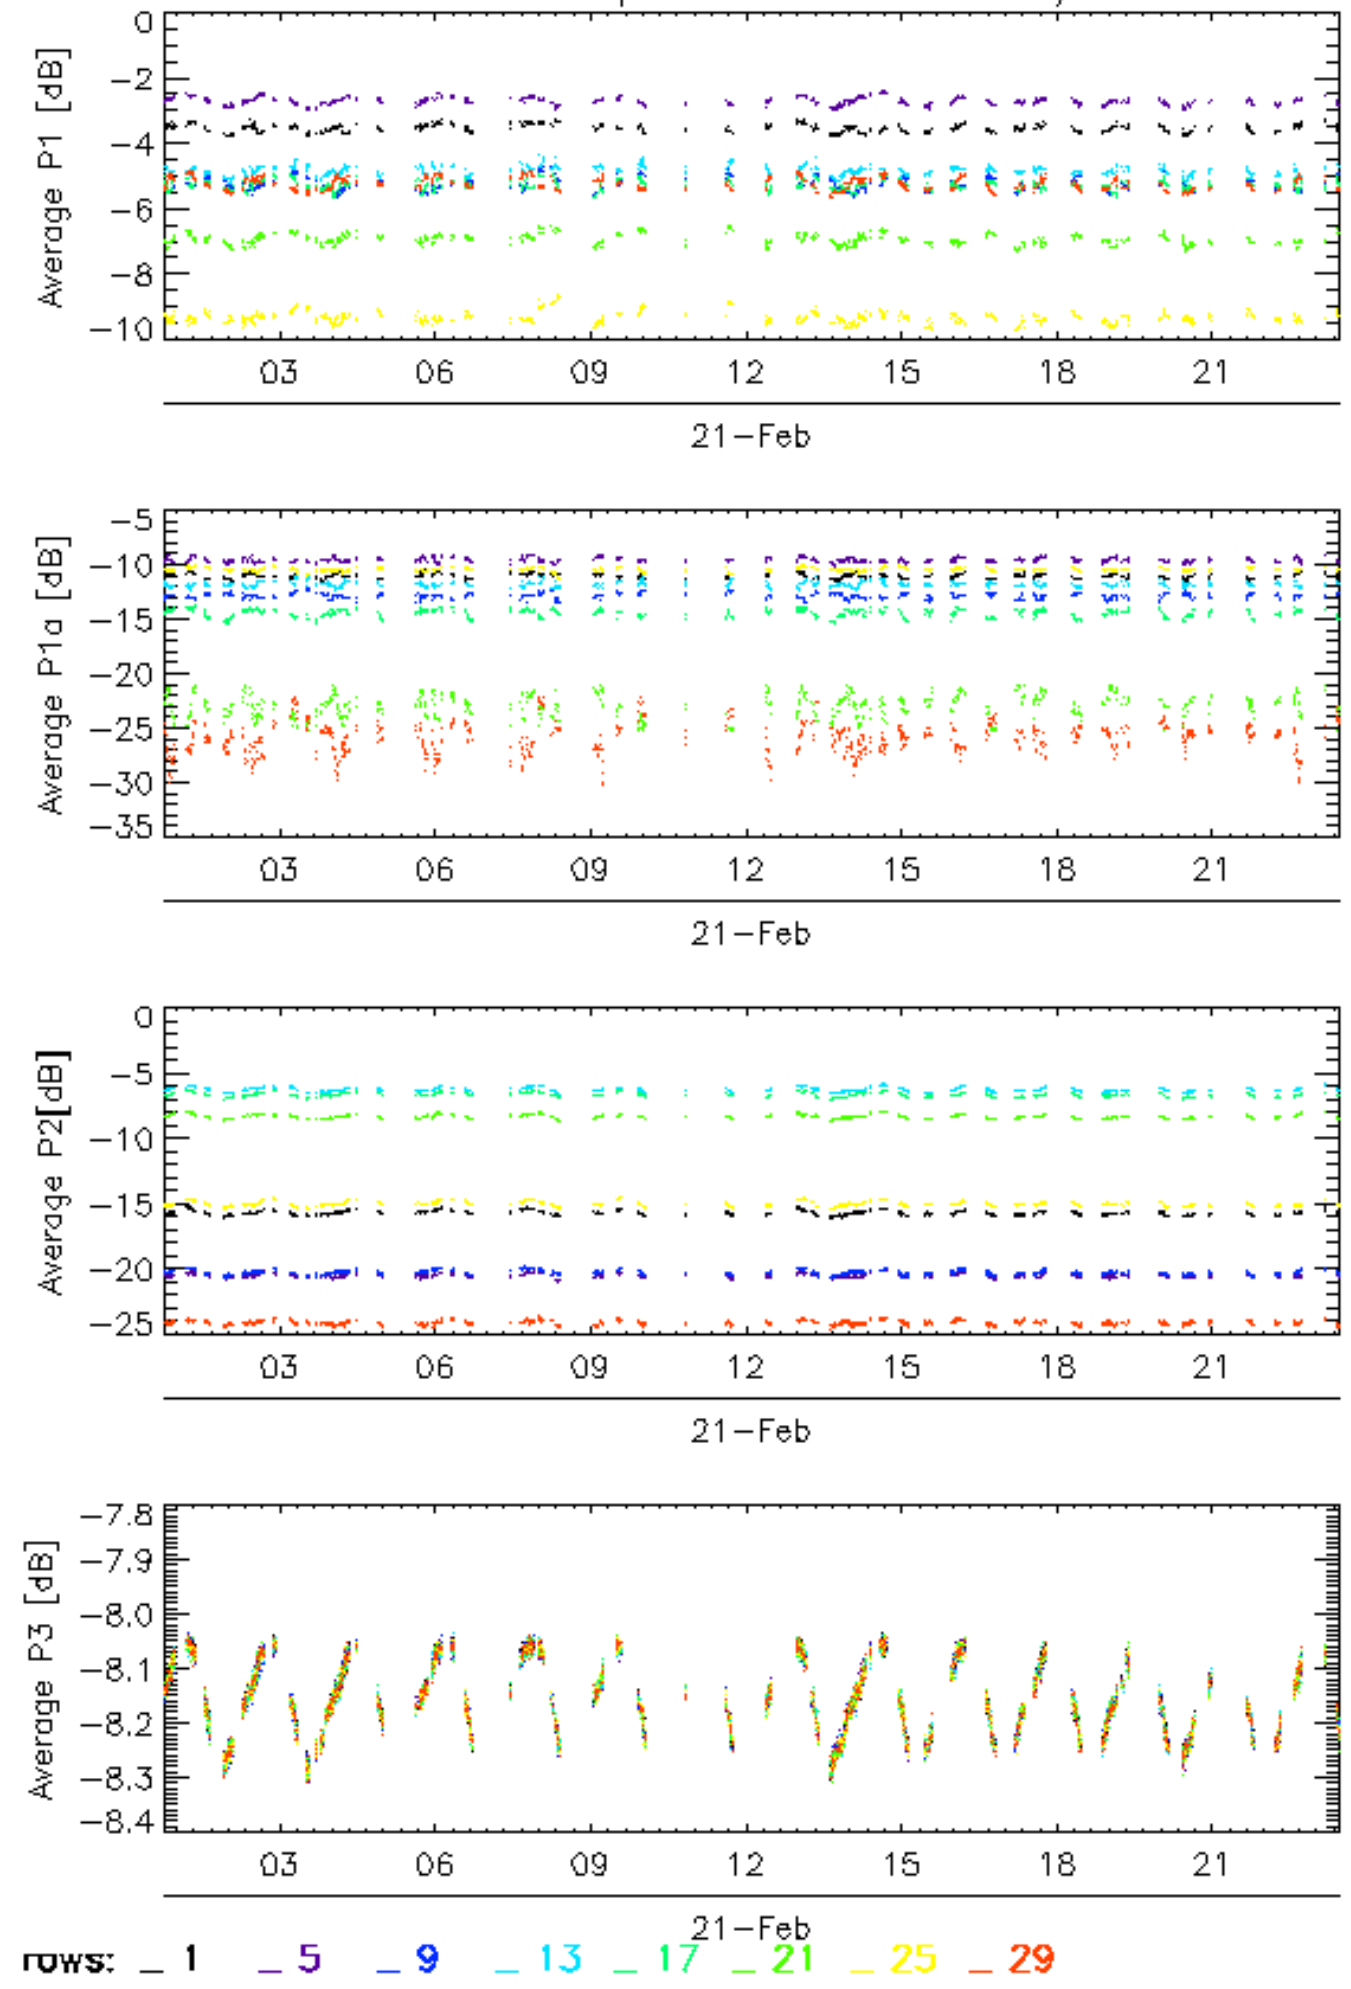 0
−2
−4
−6
−8
−10
Average P1 [dB]
03 06 09 12 15 18 21
21−Feb
−5
−10
−15
−20
−25
−30
−35
Average P1a [dB]
03 06 09 12 15 18 21
21−Feb
0
−5
−10
−15
−20
−25
Average P2[dB]
03 06 09 12 15 18 21
21−Feb
−7.8
−7.9
−8.0
−8.1
−8.2
−8.3
−8.4
Average P3 [dB]
03 06 09 12 15 18 21
21−Feb
rows: _ 1 _ 5 _ 9 _ 13 _ 17 _ 21 _ 25 _ 29